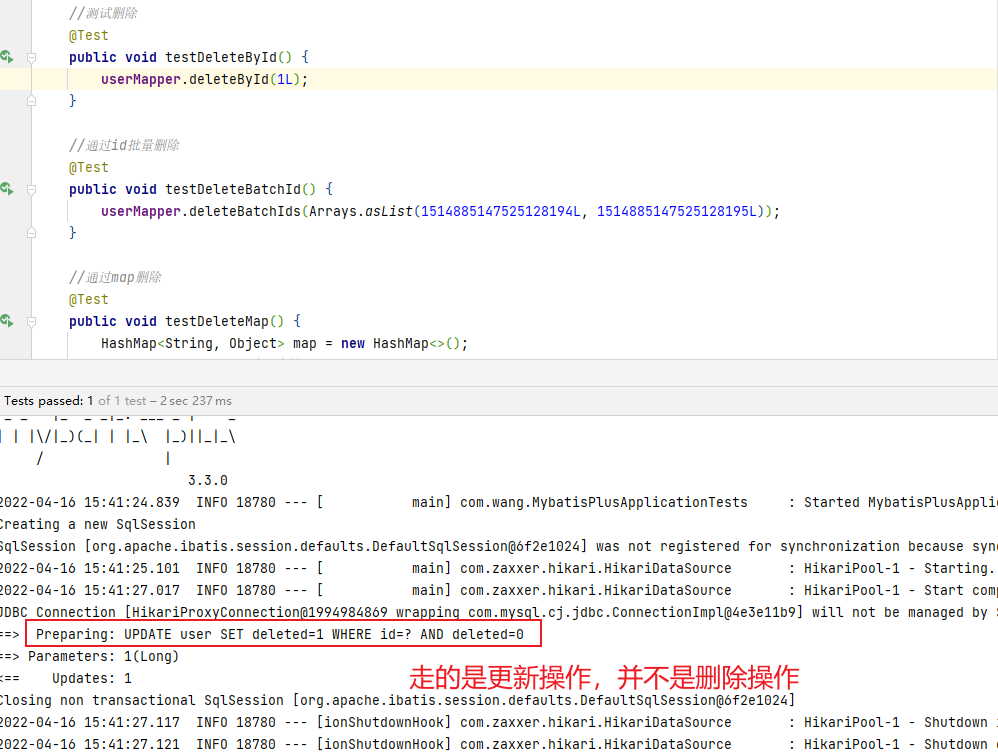 //测试删除
@Test
public void testDeleteById() {
userMapper.deleteById(1L);
}
//通过id批量删除
@Test
public void testDeleteBatchId() {
userMapper.deleteBatchIds(Arrays.asList(1514885147525128194L, 1514885147525128195L));
}
//通过map删除
@Test
public void testDeleteMap() {
HashMap<String, Object> map = new HashMap<>();
Tests passed: 1 of 1 test – 2 sec 237 ms
| | |\/|_)(_| | |_\ |_)||_|_\
/ |
3.3.0
2022-04-16 15:41:24.839 INFO 18780 --- [ main] com.wang.MybatisPlusApplicationTests : Started MybatisPlusAppli
Creating a new SqlSession
SqlSession [org.apache.ibatis.session.defaults.DefaultSqlSession@6f2e1024] was not registered for synchronization because syn
2022-04-16 15:41:25.101 INFO 18780 --- [ main] com.zaxxer.hikari.HikariDataSource : HikariPool-1 - Starting.
2022-04-16 15:41:27.017 INFO 18780 --- [ main] com.zaxxer.hikari.HikariDataSource : HikariPool-1 - Start comp
JDBC Connection [HikariProxyConnection@1994984869 wrapping com.mysql.cj.jdbc.ConnectionImpl@4e3e11b9] will not be managed by S
==> Preparing: UPDATE user SET deleted=1 WHERE id=? AND deleted=0
==> Parameters: 1(Long)
<== Updates: 1
走的是更新操作，并不是删除操作
Closing non transactional SqlSession [org.apache.ibatis.session.defaults.DefaultSqlSession@6f2e1024]
2022-04-16 15:41:27.117 INFO 18780 --- [ionShutdownHook] com.zaxxer.hikari.HikariDataSource : HikariPool-1 - Shutdown i
2022-04-16 15:41:27.121 INFO 18780 --- [ionShutdownHook] com.zaxxer.hikari.HikariDataSource : HikariPool-1 - Shutdown